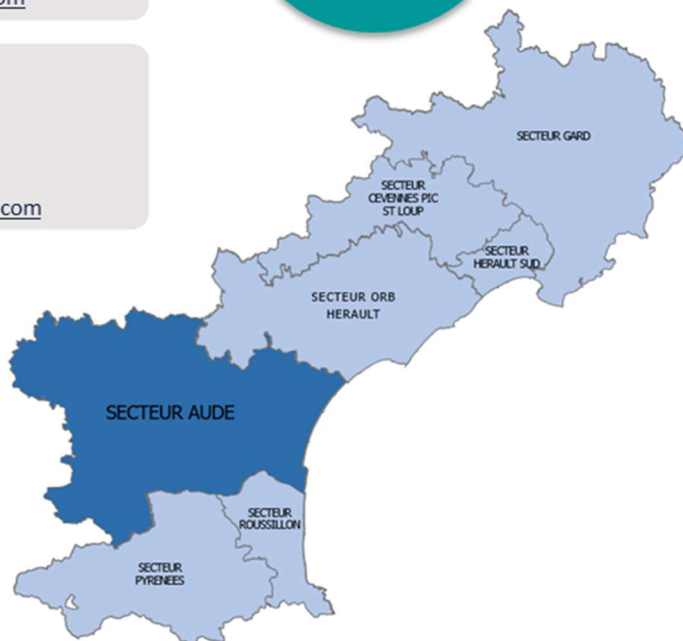 com
SECTEUR GARD
SECTEUR
CEVENNES PIC
ST LOUP
SECTEUR
HERAULT SUD
SECTEUR ORB
HERAULT
SECTEUR AUDE
SECTEUR
ROUSSILLON
SECTEUR
PYRENEES